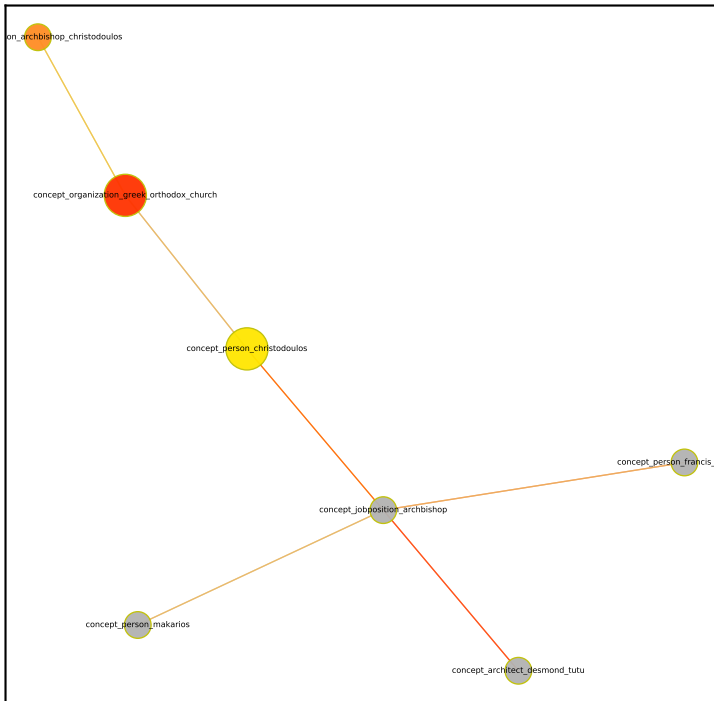 on_archbishop_christodoulos
concept_organization_greek_orthodox_church
concept_person_christodoulos
concept_person_francis_
concept_jobposition_archbishop
concept_person_makarios
concept_architect_desmond_tutu